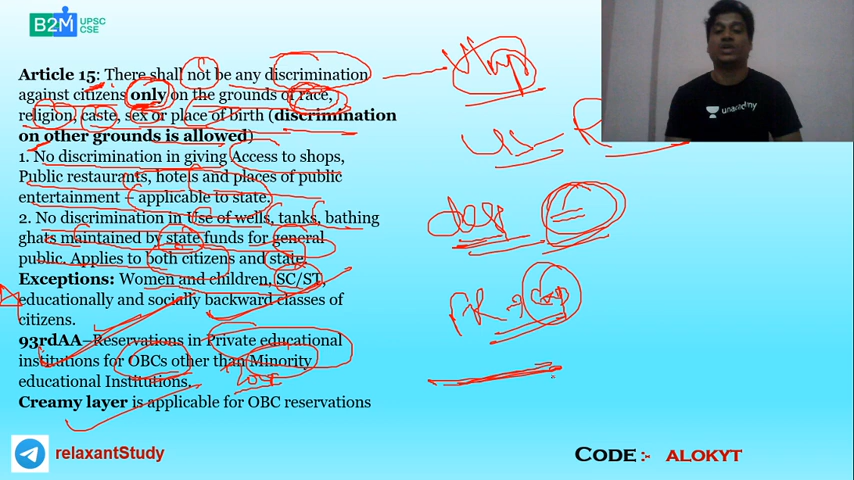 B2M UPSC
CSE
Article 15: There shall not be any discrimination
against citizens only on the grounds of race,
religion, caste, sex or place of birth (discrimination
on other grounds is allowed)
1. No discrimination in giving Access to shops,
Public restaurants, hotels and places of public
entertainment – applicable to state.
2. No discrimination in Use of wells, tanks, bathing
ghats maintained by state funds for general
public. Applies to both citizens and state.
Exceptions: Women and children, SC/ST,
educationally and socially backward classes of
citizens.
93rdAA–Reservations in Private educational
institutions for OBCs other than Minority
educational Institutions.
Creamy layer is applicable for OBC reservations
unacademy
relaxantStudy
CODE :- ALOKYT